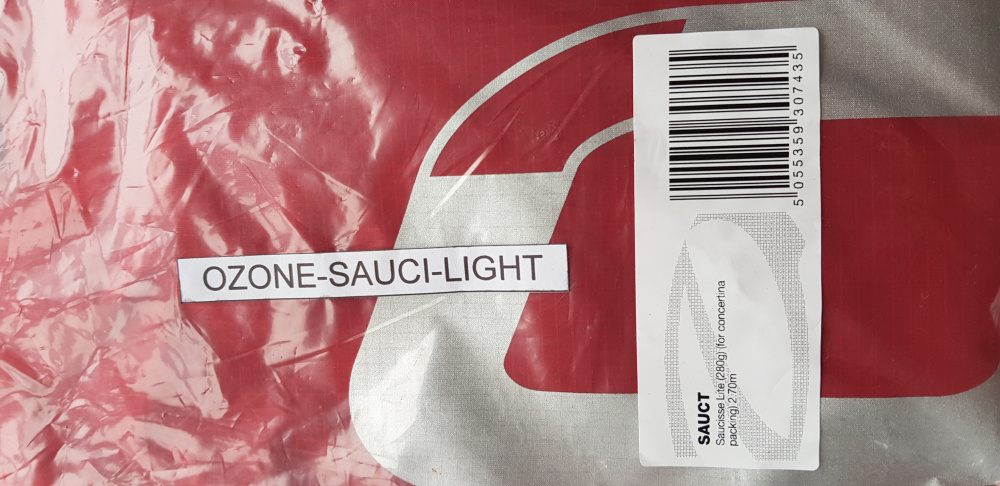 OZONE-SAUCI-LIGHT
5 055359 307435
SAUCT
Saucisse Lite (280g) (for concertina
packing) 2.70m